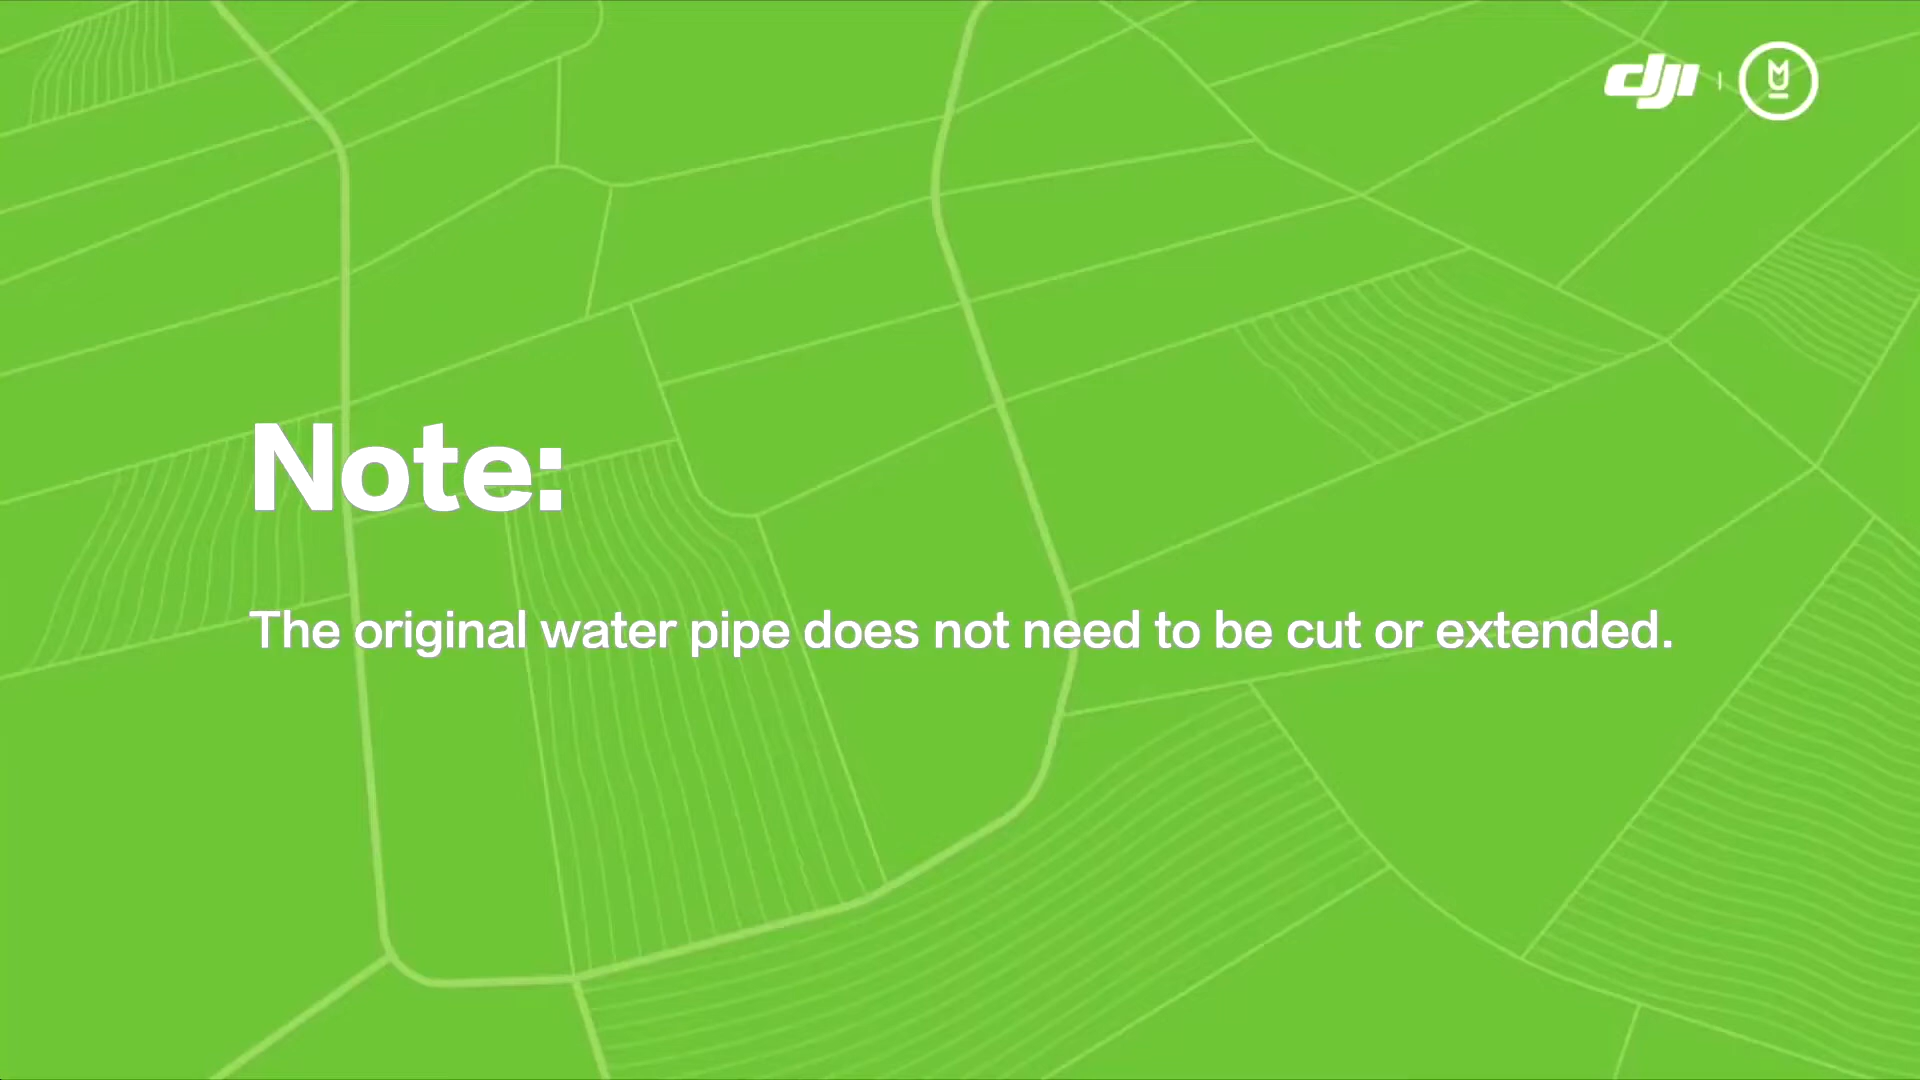 dji
Note:
The original water pipe does not need to be cut or extended.